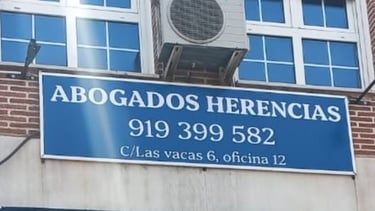 ABOGADOS HERENCIAS
919 399 582
C/Las vacas 6, oficina 12